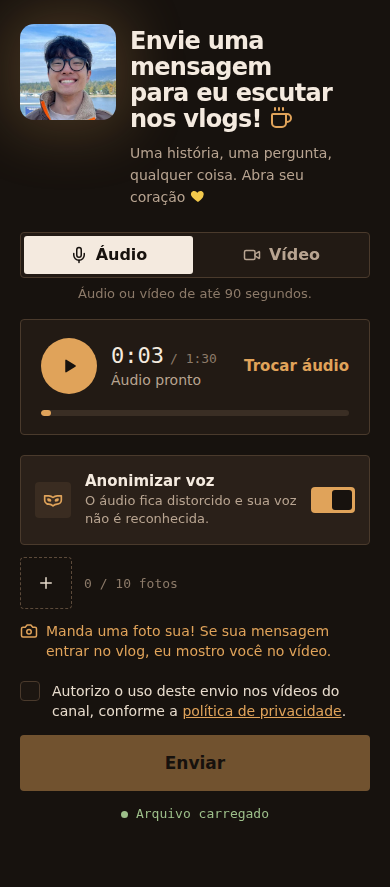 Envie uma
mensagem
para eu escutar
nos vlogs!
Uma história, uma pergunta,
qualquer coisa. Abra seu
coração 💛
Áudio
Vídeo
Áudio ou vídeo de até 90 segundos.
0:03 / 1:30
Áudio pronto
Trocar áudio
Anonimizar voz
O áudio fica distorcido e sua voz
não é reconhecida.
0 / 10 fotos
Manda uma foto sua! Se sua mensagem
entrar no vlog, eu mostro você no vídeo.
Autorizo o uso deste envio nos vídeos do
canal, conforme a política de privacidade.
Enviar
Arquivo carregado